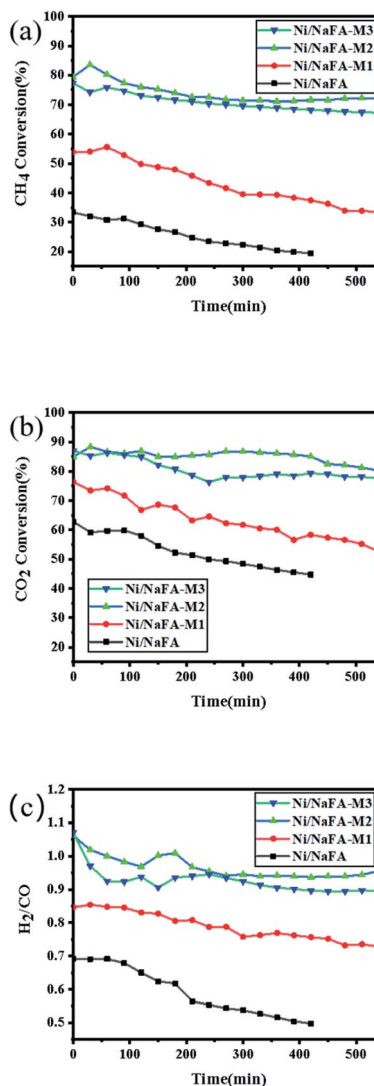 (a)
Ni/NaFA-M3
Ni/NaFA-M2
Ni/NaFA-M1
Ni/NaFA
CH4 Conversion(%)
100
90
80
70
60
50
40
30
20
0
100
200
300
400
500
Time(min)
(b)
CO2 Conversion(%)
100
90
80
70
60
50
40
30
20
Ni/NaFA-M3
Ni/NaFA-M2
Ni/NaFA-M1
Ni/NaFA
0
100
200
300
400
500
Time(min)
(c)
Ni/NaFA-M3
Ni/NaFA-M2
Ni/NaFA-M1
Ni/NaFA
H2/CO
1.2
1.1
1.0
0.9
0.8
0.7
0.6
0.5
0
100
200
300
400
500
Time(min)